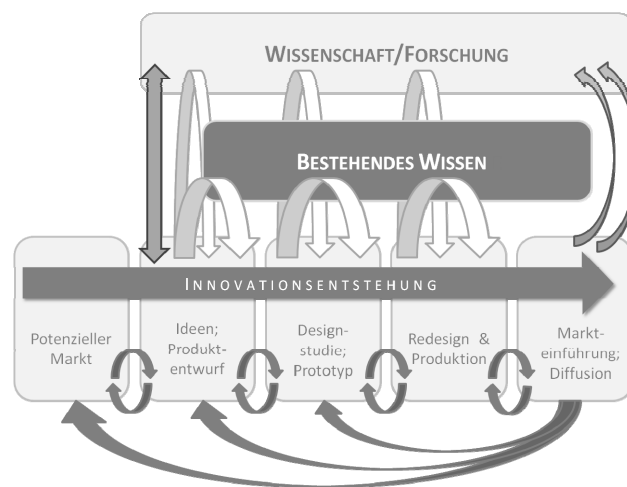 WISSENSCHAFT/FORSCHUNG
BESTEHENDES WISSEN
INNOVATIONSENTSTEHUNG
Potenzieller
Markt
Ideen;
Produkt-
entwurf
Design-
studie;
Prototyp
Redesign &
Produktion
Markt-
einführung;
Diffusion